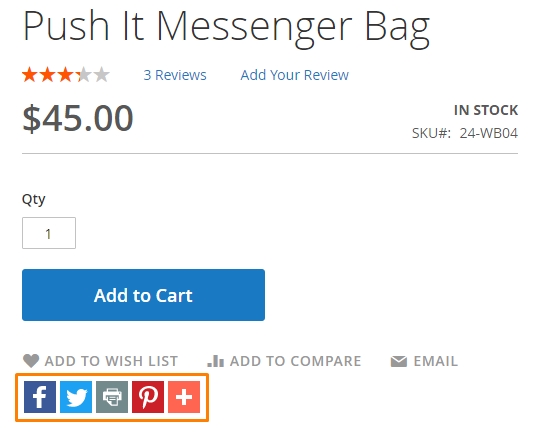 Push It Messenger Bag
3 Reviews Add Your Review
$45.00
IN STOCK
SKU#: 24-WB04
Qty
1
Add to Cart
ADD TO WISH LIST ADD TO COMPARE EMAIL